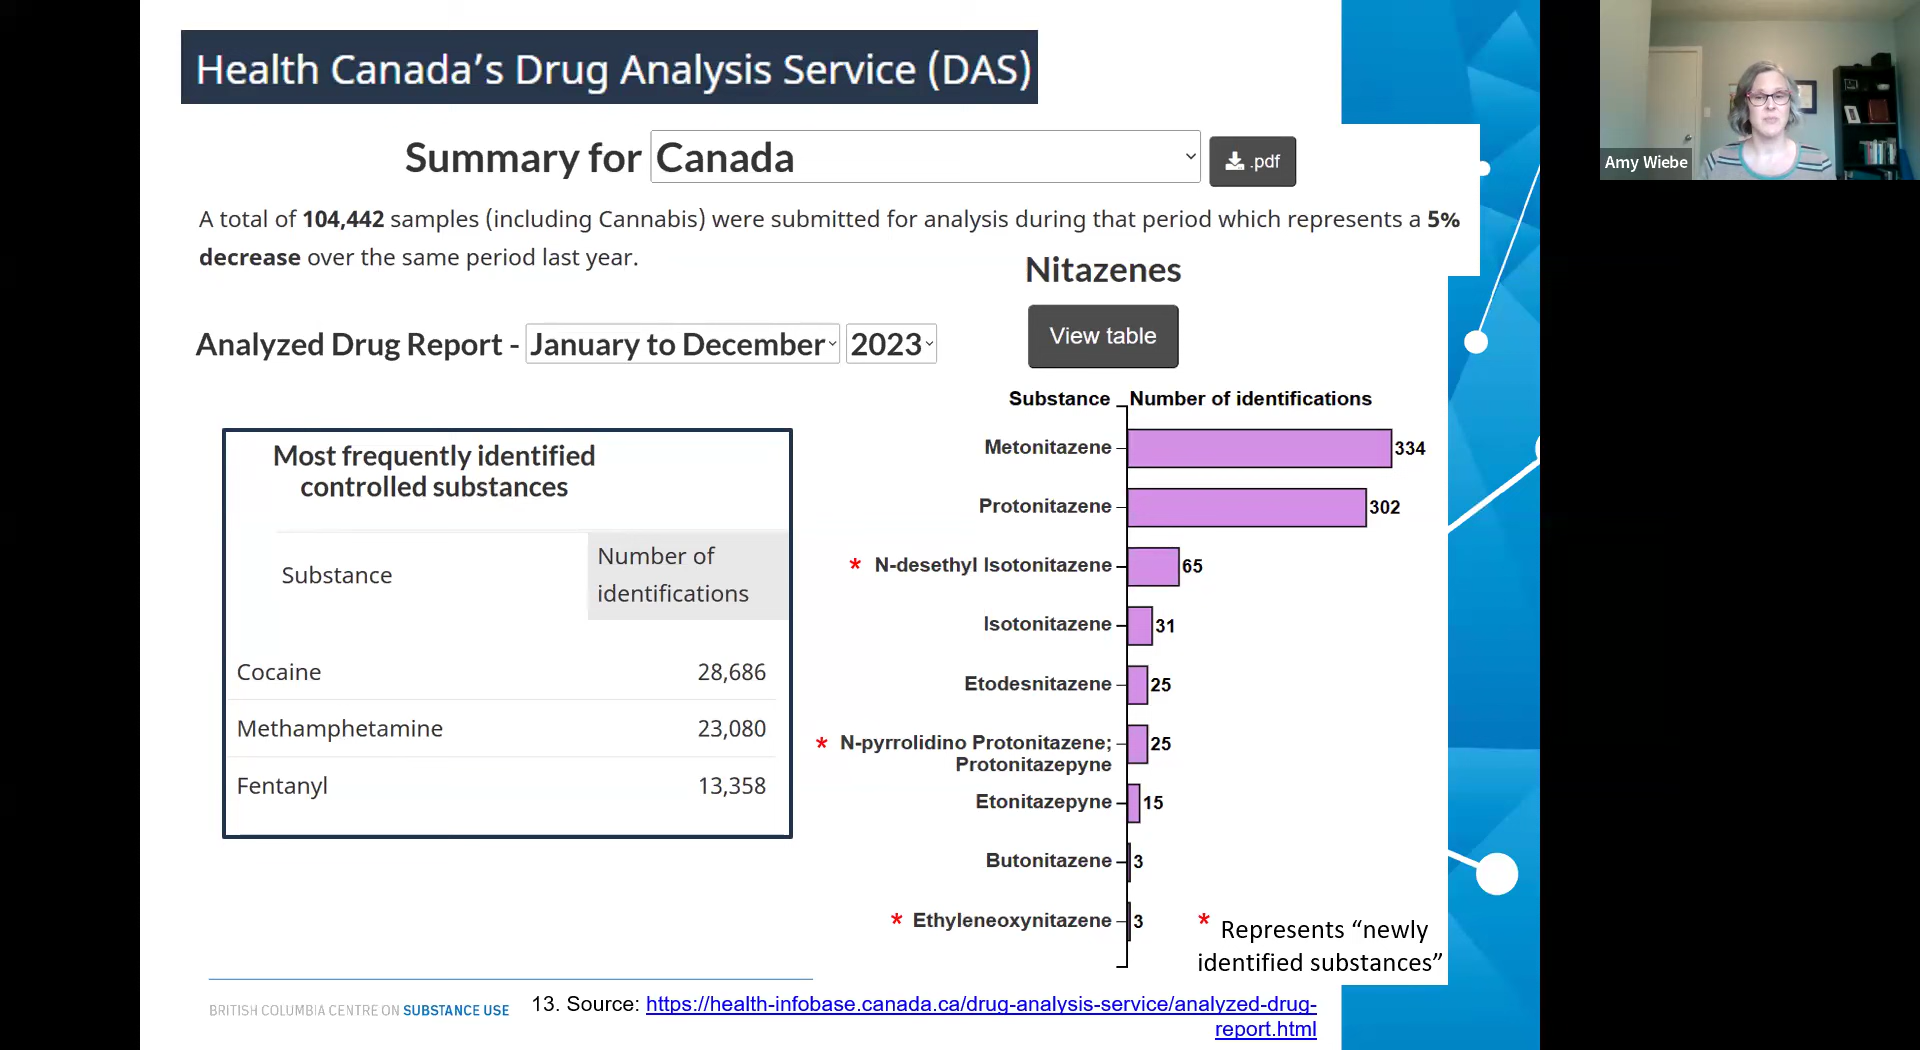 Health Canada’s Drug Analysis Service (DAS)
Summary for Canada
.pdf
A total of 104,442 samples (including Cannabis) were submitted for analysis during that period which represents a 5%
decrease over the same period last year.
Analyzed Drug Report - January to December 2023
Most frequently identified
controlled substances
Substance
Number of
identifications
Cocaine 28,686
Methamphetamine 23,080
Fentanyl 13,358
Nitazenes
View table
Substance Number of identifications
Metonitazene 334
Protonitazene 302
* N-desethyl Isotonitazene 65
Isotonitazene 31
Etodesnitazene 25
* N-pyrrolidino Protonitazene; 25
Protonitazepyne
Etonitazepyne 15
Butonitazene 3
* Ethyleneoxynitazene 3
* Represents “newly
identified substances”
BRITISH COLUMBIA CENTRE ON SUBSTANCE USE
13. Source: https://health-infobase.canada.ca/drug-analysis-service/analyzed-drug-
report.html
Amy Wiebe